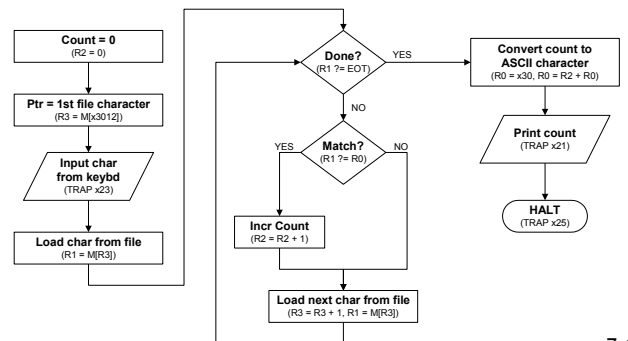 Count = 0
(R2 = 0)
Ptr = 1st file character
(R3 = M[x3012])
Input char
from keybd
(TRAP x23)
Load char from file
(R1 = M[R3])
Done?
(R1 ?= EOT)
YES
NO
Match?
(R1 ?= R0)
YES
NO
Incr Count
(R2 = R2 + 1)
Load next char from file
(R3 = R3 + 1, R1 = M[R3])
Convert count to
ASCII character
(R0 = x30, R0 = R2 + R0)
Print count
(TRAP x21)
HALT
(TRAP x25)